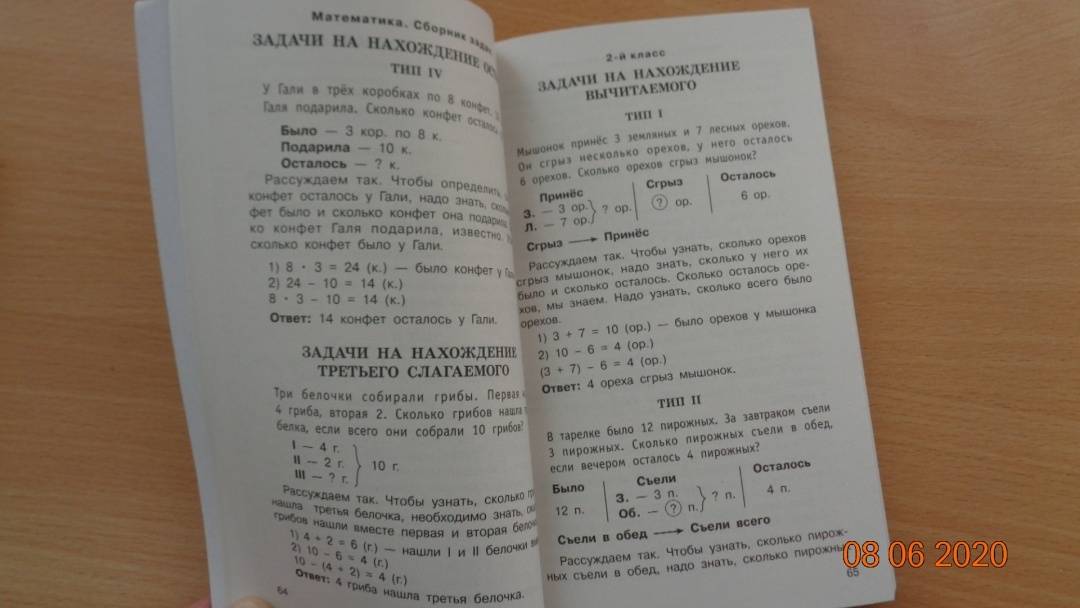 Математика. Сборник задач
ЗАДАЧИ НА НАХОЖДЕНИЕ
ТИП IV
У Гали в трёх коробках по 8 конфет.
Галя подарила. Сколько конфет осталось
Было — 3 кор. по 8 к.
Подарила — 10 к.
Осталось — ? к.
Рассуждаем так. Чтобы определить,
конфет осталось у Гали, надо знать,
фет было и сколько конфет она подарила
ко конфет Галя подарила, известно.
сколько конфет было у Гали.
1) 8 · 3 = 24 (к.) — было конфет у Гали
2) 24 – 10 = 14 (к.)
8 · 3 – 10 = 14 (к.)
Ответ: 14 конфет осталось у Гали.
ЗАДАЧИ НА НАХОЖДЕНИЕ
ТРЕТЬЕГО СЛАГАЕМОГО
Три белочки собирали грибы. Первая
4 гриба, вторая 2. Сколько грибов нашла
белка, если всего они собрали 10 грибов?
I — 4 г.
II — 2 г.
III — ? г.
10 г.
Рассуждаем так. Чтобы узнать, сколько
нашла третья белочка, необходимо знать,
грибов нашли вместе первая и вторая
1) 4 + 2 = 6 (г.) — нашли I и II белочки
2) 10 – 6 = 4 (г.)
10 – (4 + 2) = 4 (г.)
Ответ: 4 гриба нашла третья белочка.
64
2-й класс
ЗАДАЧИ НА НАХОЖДЕНИЕ
ВЫЧИТАЕМОГО
ТИП I
Мышонок принёс 3 земляных и 7 лесных орехов.
Он сгрыз несколько орехов, у него осталось
6 орехов. Сколько орехов сгрыз мышонок?
Принёс Сгрыз Осталось
З. — 3 ор. ? ор. ? ор. 6 ор.
Л. — 7 ор.
Сгрыз → Принёс
Рассуждаем так. Чтобы узнать, сколько орехов
сгрыз мышонок, надо знать, сколько у него их
было и сколько осталось. Сколько осталось оре-
хов, мы знаем. Надо узнать, сколько всего было
орехов.
1) 3 + 7 = 10 (ор.) — было орехов у мышонка
2) 10 – 6 = 4 (ор.)
(3 + 7) – 6 = 4 (ор.)
Ответ: 4 ореха сгрыз мышонок.
ТИП II
В тарелке было 12 пирожных. За завтраком съели
3 пирожных. Сколько пирожных съели в обед,
если вечером осталось 4 пирожных?
Было Съели Осталось
12 п. З. — 3 п. ? п. 4 п.
Об. — ? п.
Съели в обед → Съели всего
Рассуждаем так. Чтобы узнать, сколько пирож-
ных съели в обед, надо знать, сколько пирожных
65
08 06 2020